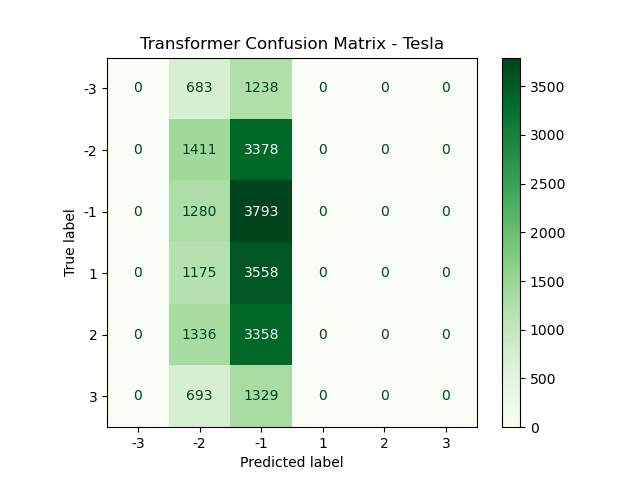 Transformer Confusion Matrix - Tesla
-3 0 683 1238 0 0 0
-2 0 1411 3378 0 0 0
-1 0 1280 3793 0 0 0
1 0 1175 3558 0 0 0
2 0 1336 3358 0 0 0
3 0 693 1329 0 0 0
-3 -2 -1 1 2 3
Predicted label
True label
3500
3000
2500
2000
1500
1000
500
0